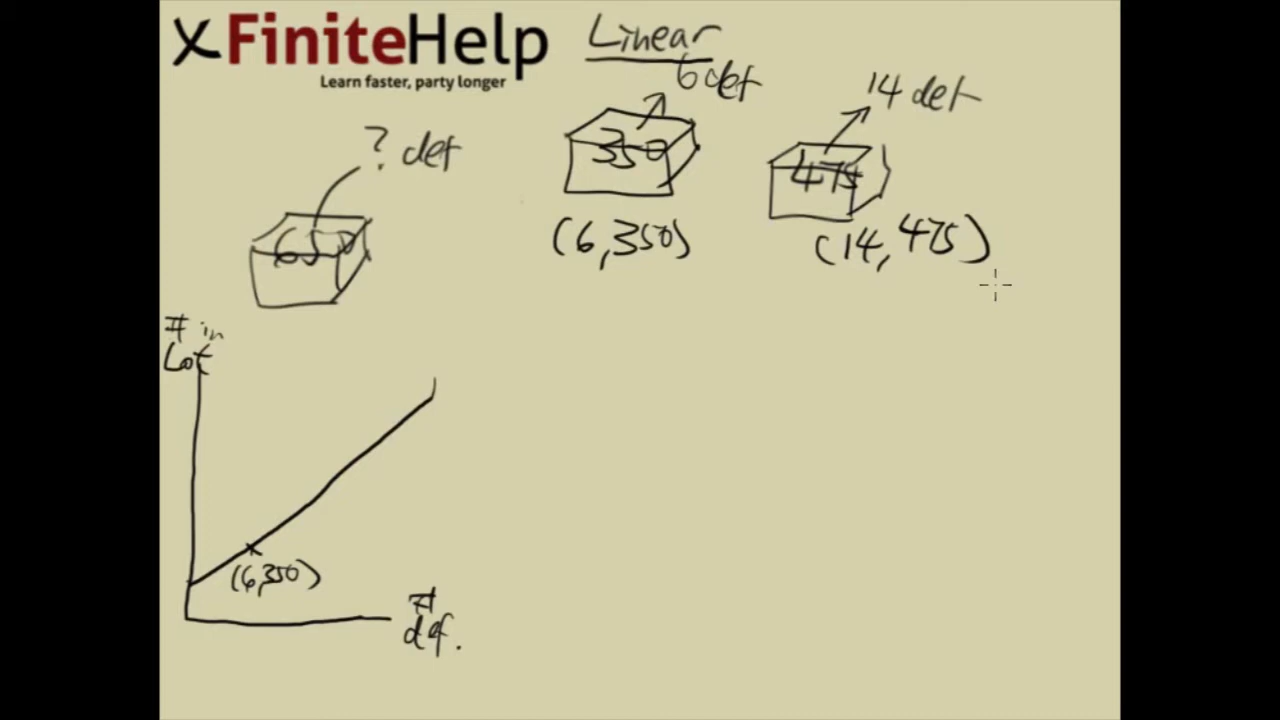 XFiniteHelp
Learn faster, party longer
Linear
6 def
14 def
? def
350
475
650
(6,350)
(14,475)
# in
Lot
(6,350)
#
def.